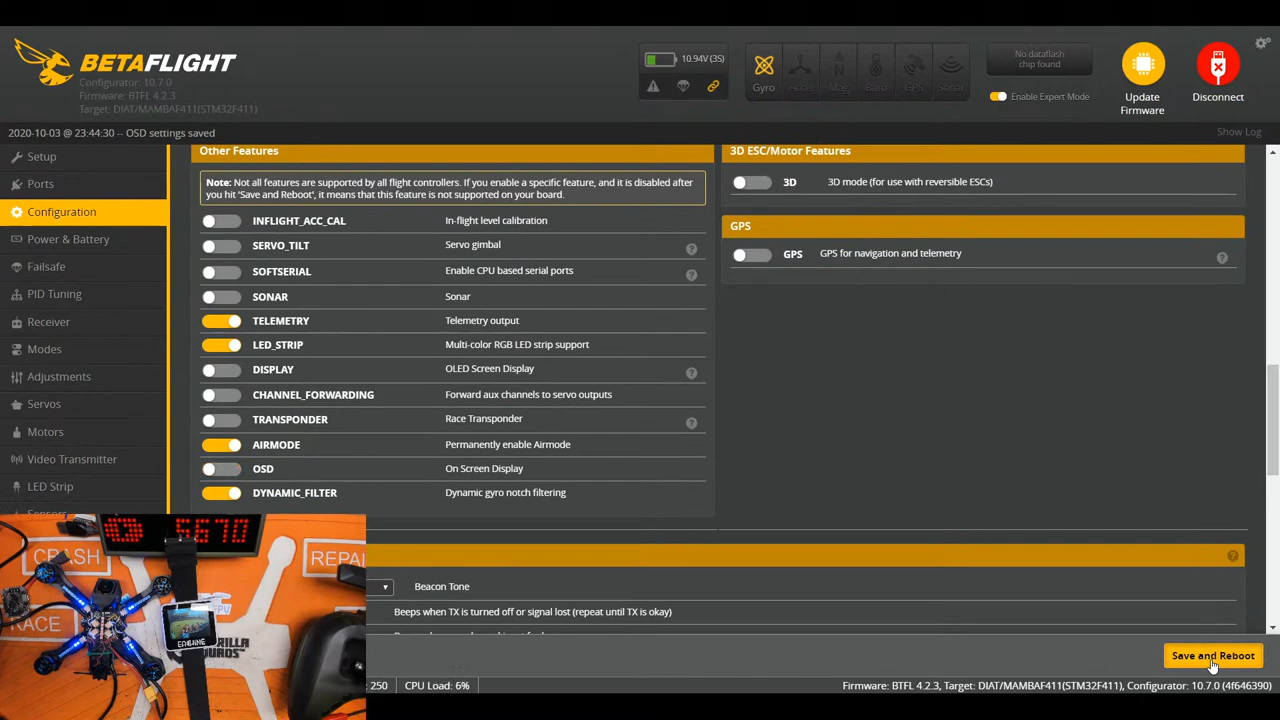 BETAFLIGHT
Configurator: 10.7.0
Firmware: BTFL 4.2.3
Target: DIAT/MAMBAF411(STM32F411)
10.94V (3S)
Gyro
Accel
Mag
Baro
GPS
Sonar
No dataflash
chip found
Enable Expert Mode
Update
Firmware
Disconnect
2020-10-03 @ 23:44:30 -- OSD settings saved
Show Log
Setup
Ports
Configuration
Power & Battery
Failsafe
PID Tuning
Receiver
Modes
Adjustments
Servos
Motors
Video Transmitter
LED Strip
Sensors
Other Features
Note: Not all features are supported by all flight controllers. If you enable a specific feature, and it is disabled after
you hit 'Save and Reboot', it means that this feature is not supported on your board.
INFLIGHT_ACC_CAL In-flight level calibration
SERVO_TILT Servo gimbal
SOFTSERIAL Enable CPU based serial ports
SONAR Sonar
TELEMETRY Telemetry output
LED_STRIP Multi-color RGB LED strip support
DISPLAY OLED Screen Display
CHANNEL_FORWARDING Forward aux channels to servo outputs
TRANSPONDER Race Transponder
AIRMODE Permanently enable Airmode
OSD On Screen Display
DYNAMIC_FILTER Dynamic gyro notch filtering
3D ESC/Motor Features
3D 3D mode (for use with reversible ESCs)
GPS
GPS GPS for navigation and telemetry
Beacon Tone
Beeps when TX is turned off or signal lost (repeat until TX is okay)
Save and Reboot
250 CPU Load: 6%
Firmware: BTFL 4.2.3, Target: DIAT/MAMBAF411(STM32F411), Configurator: 10.7.0 (4f646390)
5670
CRASH
REPAI
RACE
EACHINE